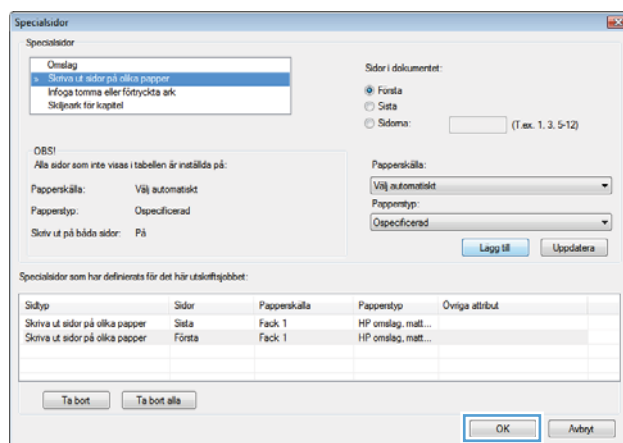 Specialsidor
Specialsidor
Omslag
» Skriva ut sidor på olika papper
Infoga tomma eller förtryckta ark
Skiljeark för kapitel
Sidor i dokumentet:
Första
Sista
Sidorna:
(T.ex. 1, 3, 5-12)
OBS!
Alla sidor som inte visas i tabellen är inställda på:
Papperskälla: Välj automatiskt
Papperstyp: Ospecificerad
Skriv ut på båda sidor: På
Papperskälla:
Välj automatiskt
Papperstyp:
Ospecificerad
Lägg till Uppdatera
Specialsidor som har definierats för det här utskriftsjobbet:
Sidtyp Sidor Papperskälla Papperstyp Övriga attribut
Skriva ut sidor på olika papper Sista Fack 1 HP omslag, matt...
Skriva ut sidor på olika papper Första Fack 1 HP omslag, matt...
Ta bort Ta bort alla
OK Avbryt